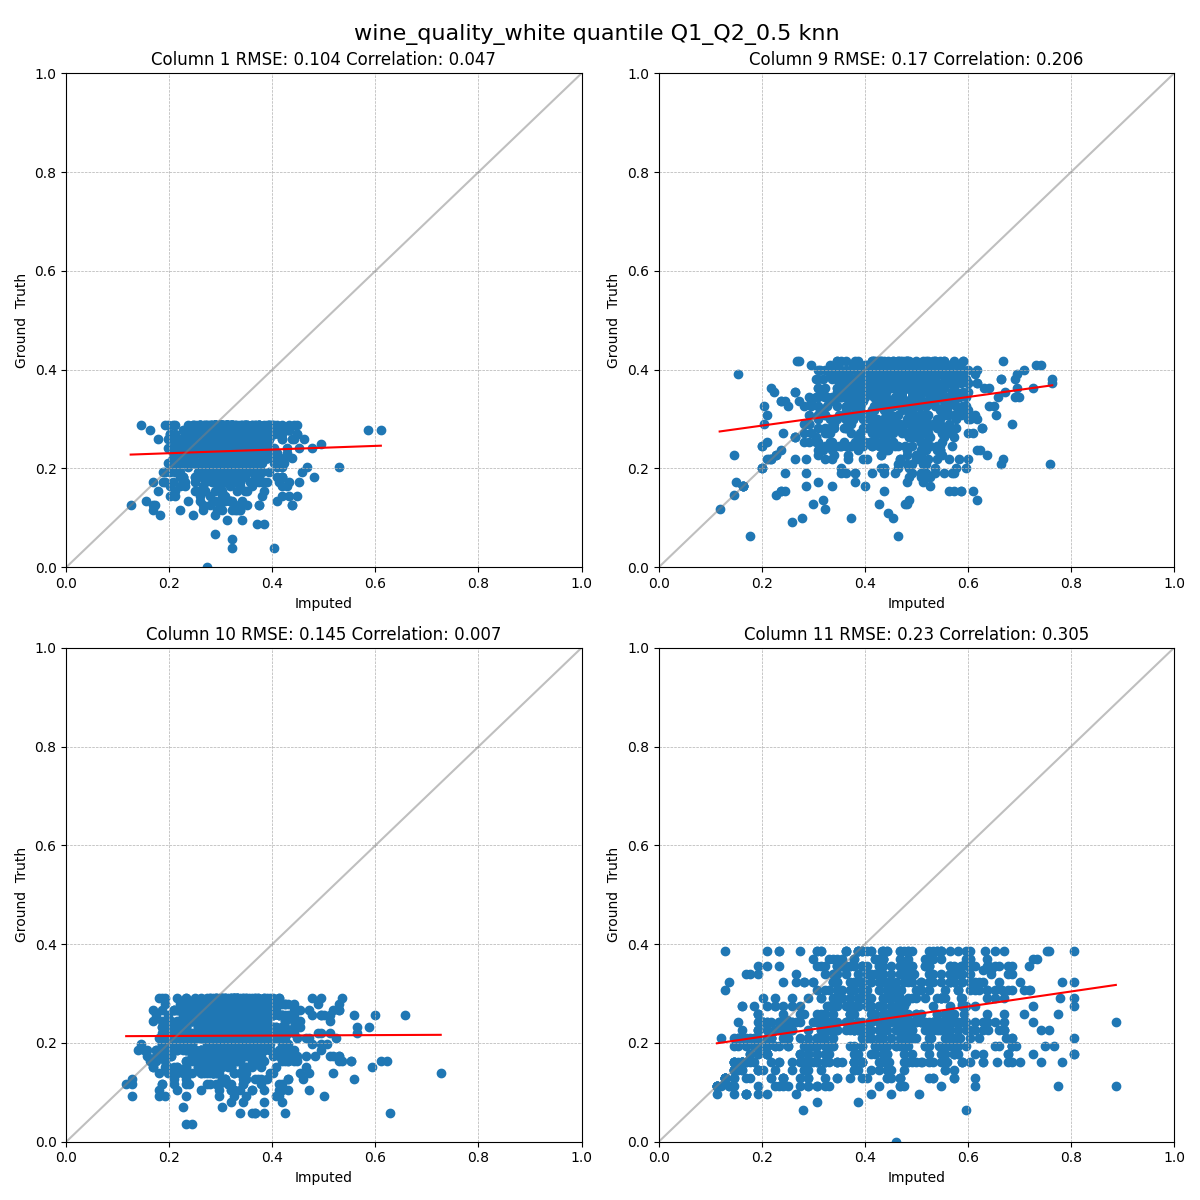 wine_quality_white quantile Q1_Q2_0.5 knn
Column 1 RMSE: 0.104 Correlation: 0.047
1.0
0.8
0.6
0.4
0.2
0.0
Ground Truth
0.0 0.2 0.4 0.6 0.8 1.0
Imputed
Column 9 RMSE: 0.17 Correlation: 0.206
1.0
0.8
0.6
0.4
0.2
0.0
Ground Truth
0.0 0.2 0.4 0.6 0.8 1.0
Imputed
Column 10 RMSE: 0.145 Correlation: 0.007
1.0
0.8
0.6
0.4
0.2
0.0
Ground Truth
0.0 0.2 0.4 0.6 0.8 1.0
Imputed
Column 11 RMSE: 0.23 Correlation: 0.305
1.0
0.8
0.6
0.4
0.2
0.0
Ground Truth
0.0 0.2 0.4 0.6 0.8 1.0
Imputed